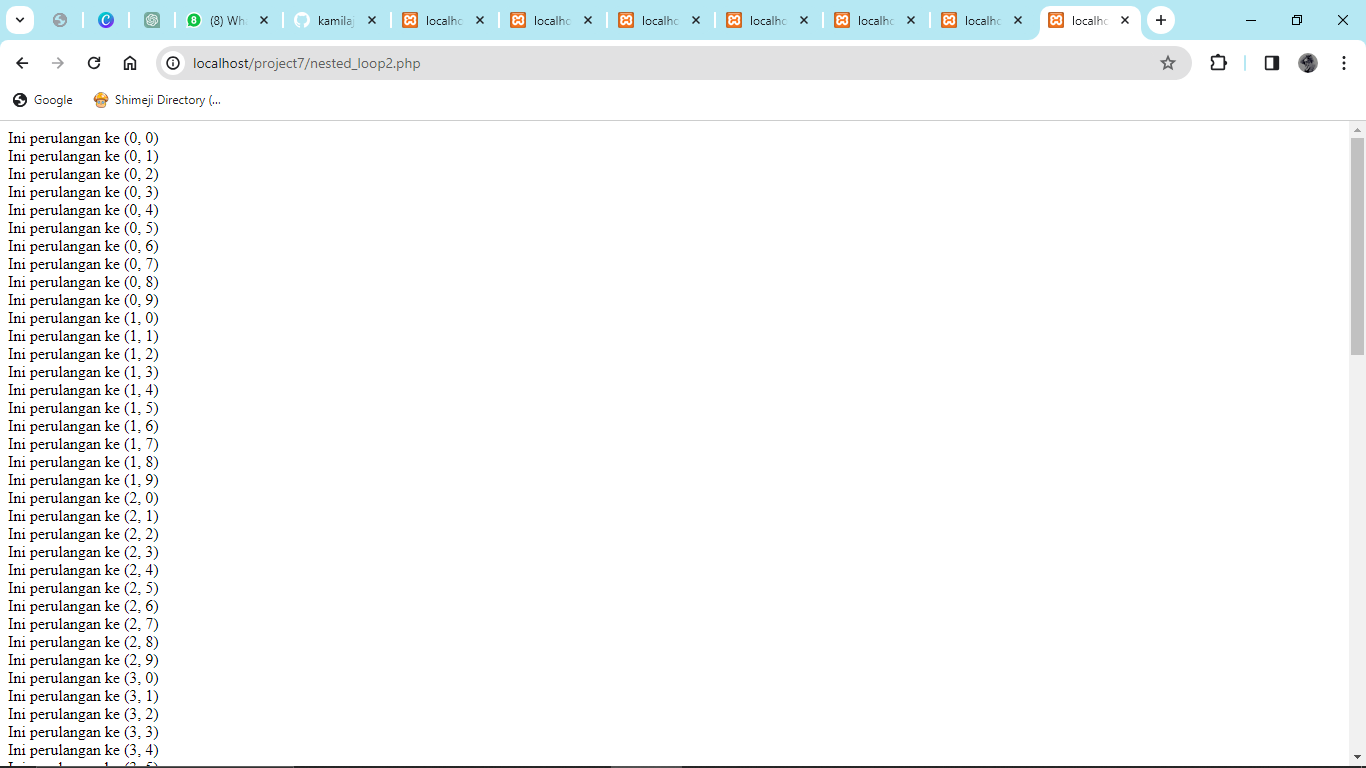 (8) Wh
kamilaj
localho
localho
localho
localho
localho
localho
localho
localhost/project7/nested_loop2.php
Google
Shimeji Directory (...
Ini perulangan ke (0, 0)
Ini perulangan ke (0, 1)
Ini perulangan ke (0, 2)
Ini perulangan ke (0, 3)
Ini perulangan ke (0, 4)
Ini perulangan ke (0, 5)
Ini perulangan ke (0, 6)
Ini perulangan ke (0, 7)
Ini perulangan ke (0, 8)
Ini perulangan ke (0, 9)
Ini perulangan ke (1, 0)
Ini perulangan ke (1, 1)
Ini perulangan ke (1, 2)
Ini perulangan ke (1, 3)
Ini perulangan ke (1, 4)
Ini perulangan ke (1, 5)
Ini perulangan ke (1, 6)
Ini perulangan ke (1, 7)
Ini perulangan ke (1, 8)
Ini perulangan ke (1, 9)
Ini perulangan ke (2, 0)
Ini perulangan ke (2, 1)
Ini perulangan ke (2, 2)
Ini perulangan ke (2, 3)
Ini perulangan ke (2, 4)
Ini perulangan ke (2, 5)
Ini perulangan ke (2, 6)
Ini perulangan ke (2, 7)
Ini perulangan ke (2, 8)
Ini perulangan ke (2, 9)
Ini perulangan ke (3, 0)
Ini perulangan ke (3, 1)
Ini perulangan ke (3, 2)
Ini perulangan ke (3, 3)
Ini perulangan ke (3, 4)